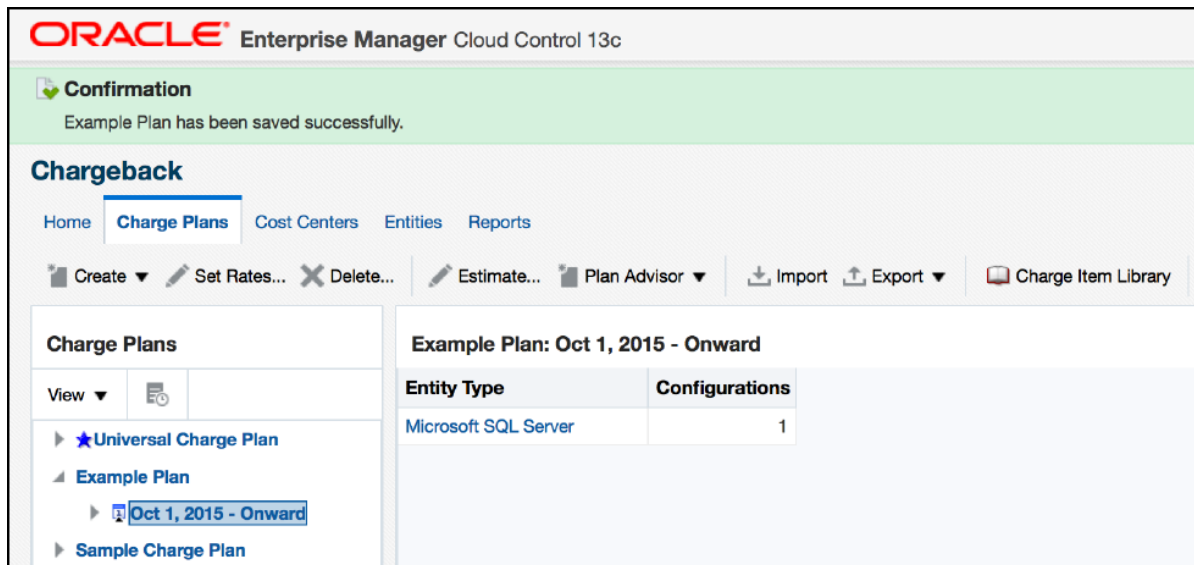 ORACLE Enterprise Manager Cloud Control 13c
Confirmation
Example Plan has been saved successfully.
Chargeback
Home Charge Plans Cost Centers Entities Reports
Create Set Rates... Delete... Estimate... Plan Advisor Import Export Charge Item Library
Charge Plans
View
Universal Charge Plan
Example Plan
Oct 1, 2015 - Onward
Sample Charge Plan
Example Plan: Oct 1, 2015 - Onward
Entity Type Configurations
Microsoft SQL Server 1